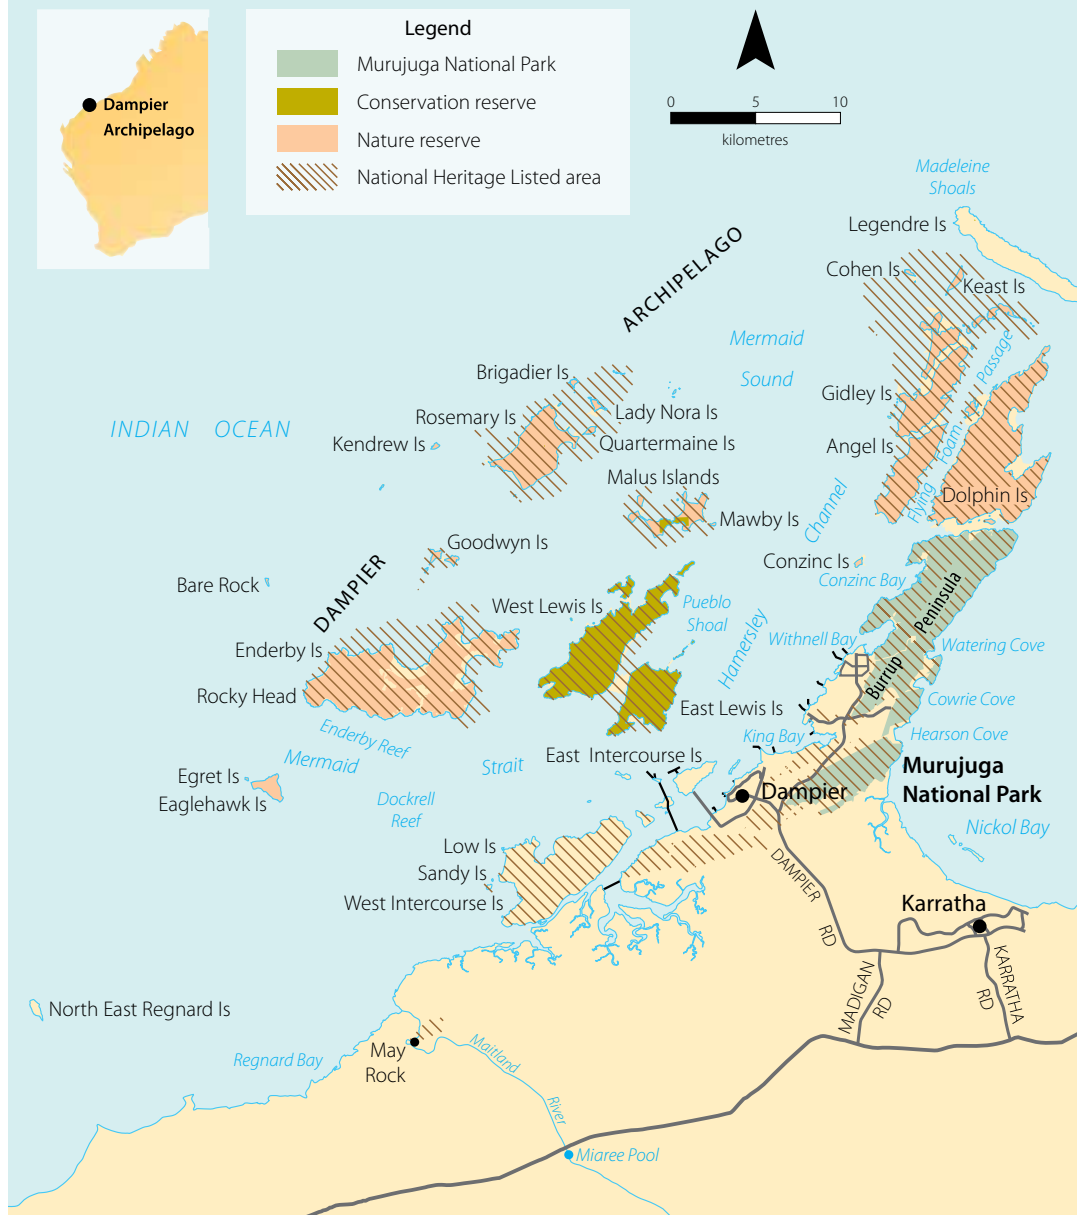 Legend
Murujuga National Park
Conservation reserve
Nature reserve
National Heritage Listed area
Dampier
Archipelago
0 5 10
kilometres
Madeleine
Shoals
Legendre Is
Cohen Is
Keast Is
ARCHIPELAGO
Mermaid
Sound
Passage
Brigadier Is
Gidley Is
Rosemary Is
Lady Nora Is
INDIAN OCEAN
Kendrew Is
Quartermaine Is
Angel Is
Foam
Malus Islands
Flying
Dolphin Is
Channel
Mawby Is
Goodwyn Is
Conzinc Is
Conzinc Bay
Bare Rock
DAMPIER
West Lewis Is
Pueblo
Shoal
Peninsula
Hamersley
Withnell Bay
Watering Cove
Enderby Is
Burrup
Rocky Head
Cowrie Cove
East Lewis Is
Enderby Reef
King Bay
Hearson Cove
Mermaid
Strait
East Intercourse Is
Murujuga
National Park
Egret Is
Eaglehawk Is
Dampier
Dockrell
Reef
Nickol Bay
Low Is
Sandy Is
West Intercourse Is
DAMPIER
RD
Karratha
MADIGAN
RD
KARRATHA
RD
North East Regnard Is
Regnard Bay
May
Rock
Maitland
River
Miaree Pool